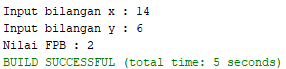 Input bilangan x : 14
Input bilangan y : 6
Nilai FPB : 2
BUILD SUCCESSFUL (total time: 5 seconds)